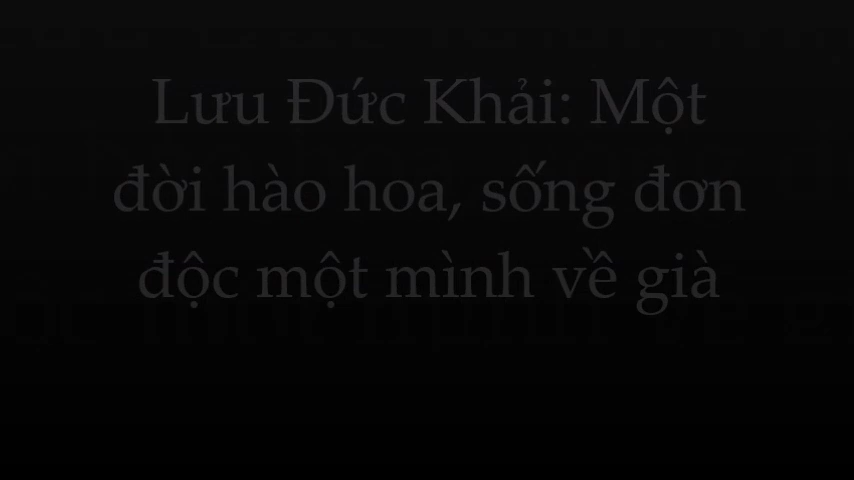 Lưu Đức Khải: Một
đời hào hoa, sống đơn
độc một mình về già